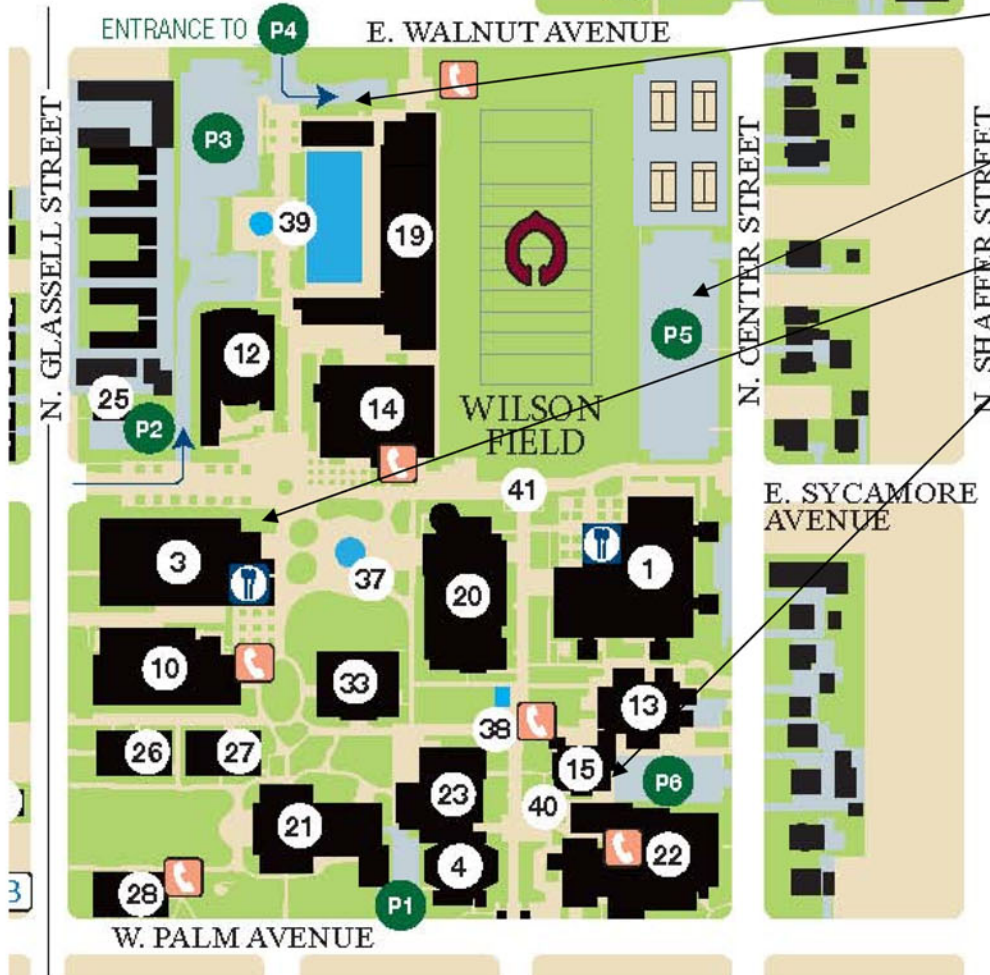 ENTRANCE TO P4
E. WALNUT AVENUE
N. GLASSELL STREET
P3
39
19
N. CENTER STREET
N. SHAFFER STREET
P5
12
14
25
P2
WILSON
FIELD
41
E. SYCAMORE
AVENUE
3
37
20
1
10
33
13
38
26
27
15
P6
23
40
21
4
22
28
P1
W. PALM AVENUE